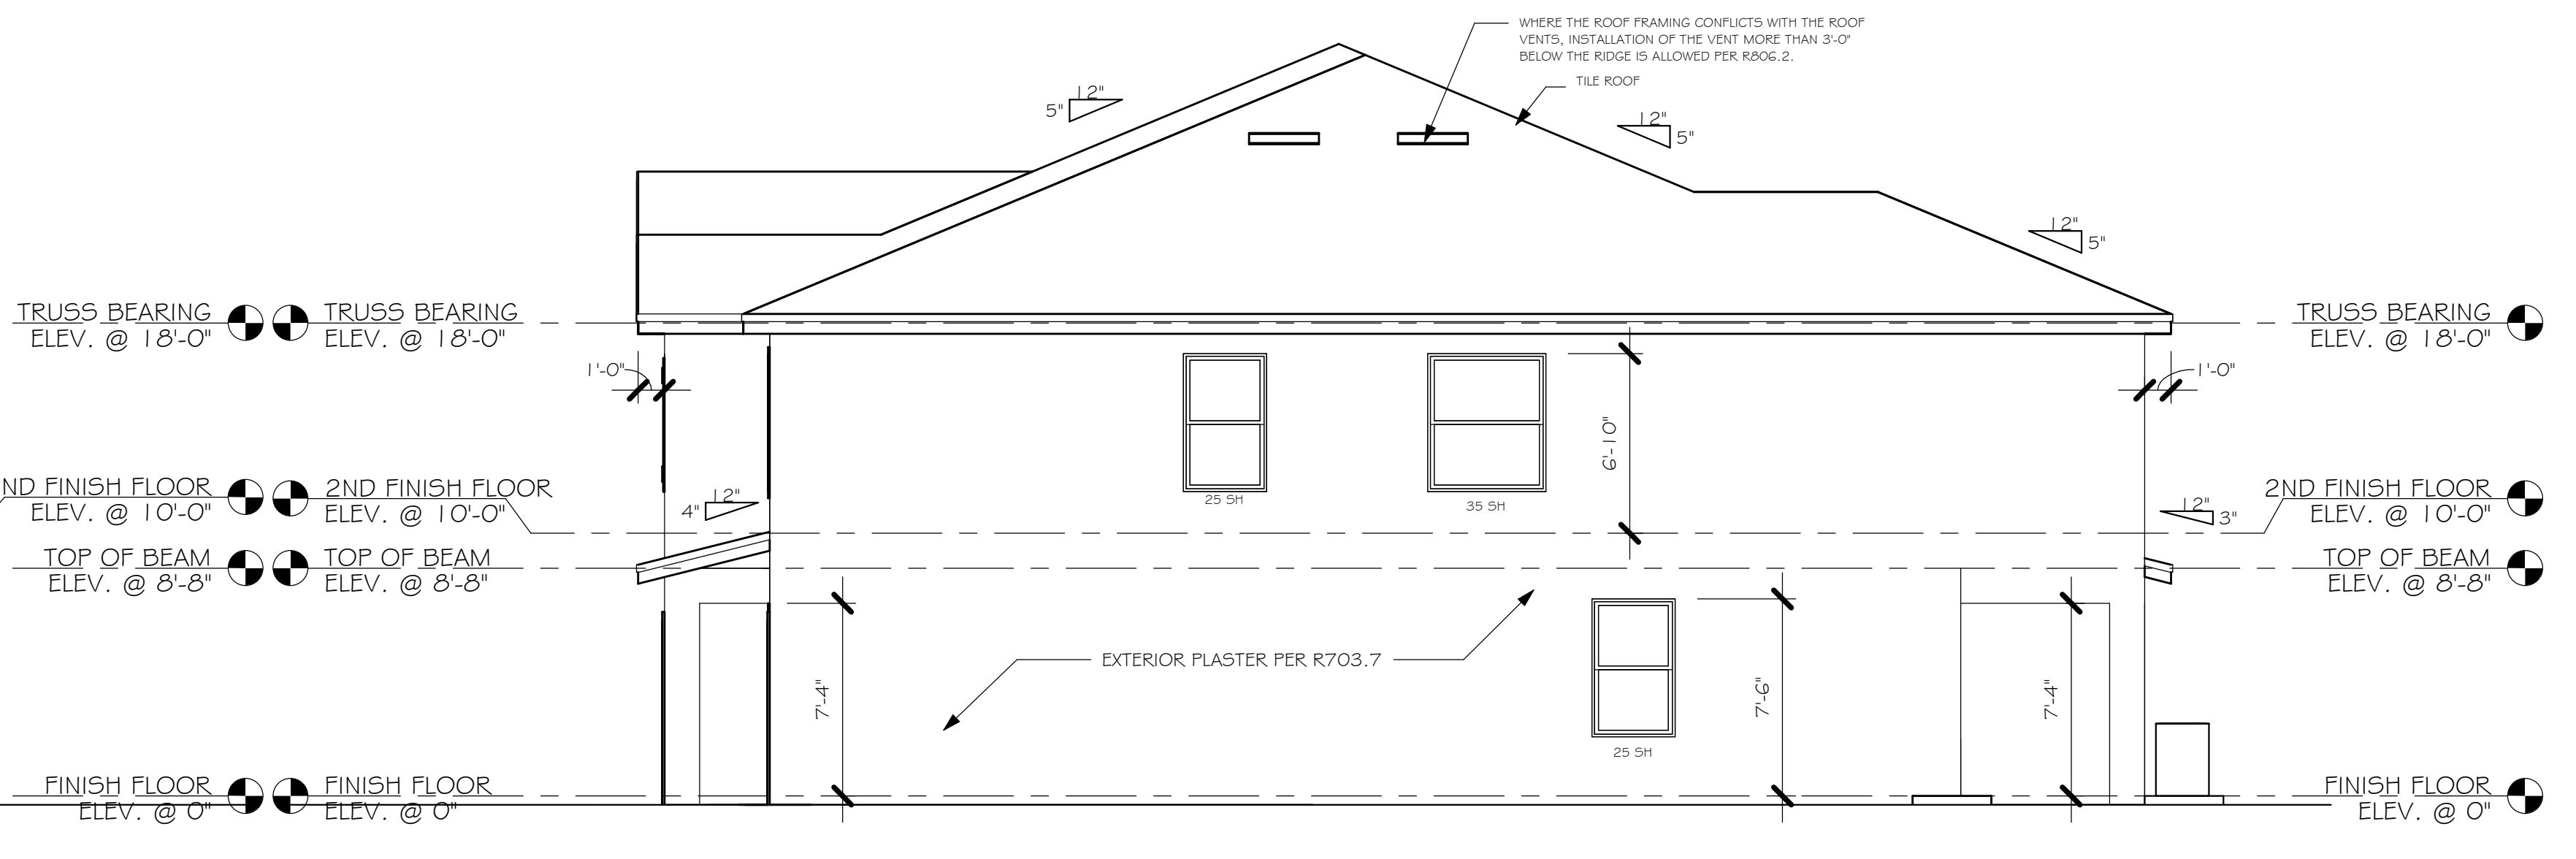 WHERE THE ROOF FRAMING CONFLICTS WITH THE ROOF
VENTS, INSTALLATION OF THE VENT MORE THAN 3'-0"
BELOW THE RIDGE IS ALLOWED PER R806.2.
TILE ROOF
12"
5"
12"
5"
12"
5"
TRUSS BEARING
ELEV. @ 18'-0"
TRUSS BEARING
ELEV. @ 18'-0"
TRUSS BEARING
ELEV. @ 18'-0"
1'-0"
1'-0"
6'-10"
25 SH
35 SH
ND FINISH FLOOR
ELEV. @ 10'-0"
2ND FINISH FLOOR
ELEV. @ 10'-0"
12"
4"
2ND FINISH FLOOR
ELEV. @ 10'-0"
12"
3"
TOP OF BEAM
ELEV. @ 8'-8"
TOP OF BEAM
ELEV. @ 8'-8"
TOP OF BEAM
ELEV. @ 8'-8"
EXTERIOR PLASTER PER R703.7
7'-4"
7'-6"
7'-4"
25 SH
FINISH FLOOR
ELEV. @ 0"
FINISH FLOOR
ELEV. @ 0"
FINISH FLOOR
ELEV. @ 0"